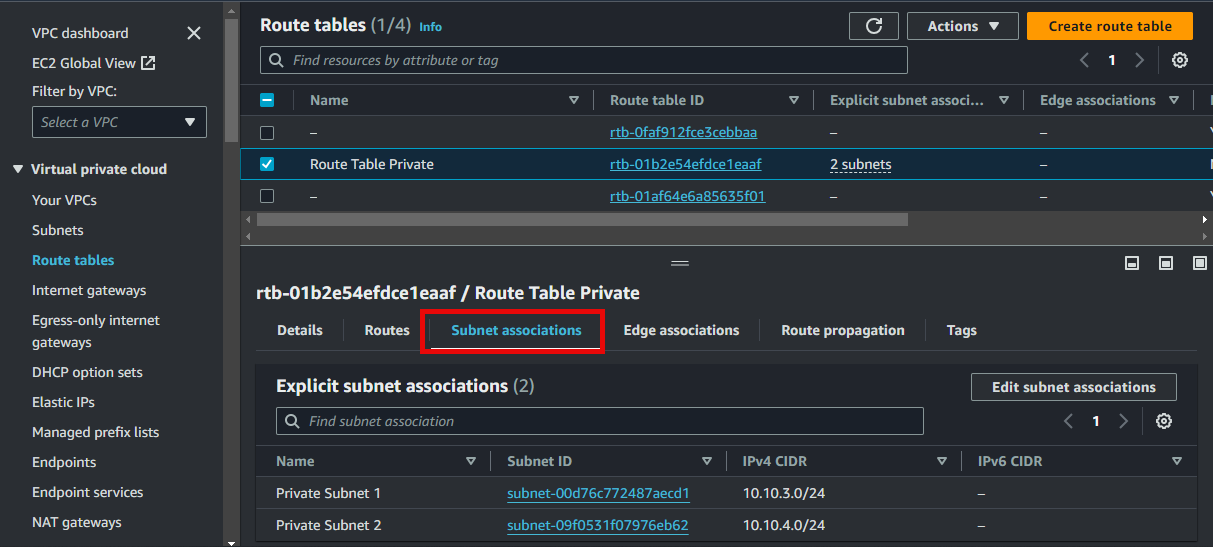 VPC dashboard
EC2 Global View
Filter by VPC:
Select a VPC
Virtual private cloud
Your VPCs
Subnets
Route tables
Internet gateways
Egress-only internet
gateways
DHCP option sets
Elastic IPs
Managed prefix lists
Endpoints
Endpoint services
NAT gateways
Route tables (1/4) Info
Actions
Create route table
Find resources by attribute or tag
1
Name Route table ID Explicit subnet associ... Edge associations
– rtb-0faf912fce3cebbaa – –
Route Table Private rtb-01b2e54efdce1eaaf 2 subnets –
– rtb-01af64e6a85635f01 – –
rtb-01b2e54efdce1eaaf / Route Table Private
Details Routes Subnet associations Edge associations Route propagation Tags
Explicit subnet associations (2)
Edit subnet associations
Find subnet association
1
Name Subnet ID IPv4 CIDR IPv6 CIDR
Private Subnet 1 subnet-00d76c772487aecd1 10.10.3.0/24 –
Private Subnet 2 subnet-09f0531f07976eb62 10.10.4.0/24 –